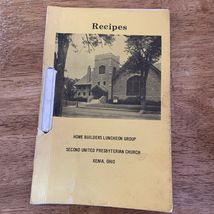 Recipes
HOME BUILDERS LUNCHEON GROUP
SECOND UNITED PRESBYTERIAN CHURCH
XENIA, OHIO